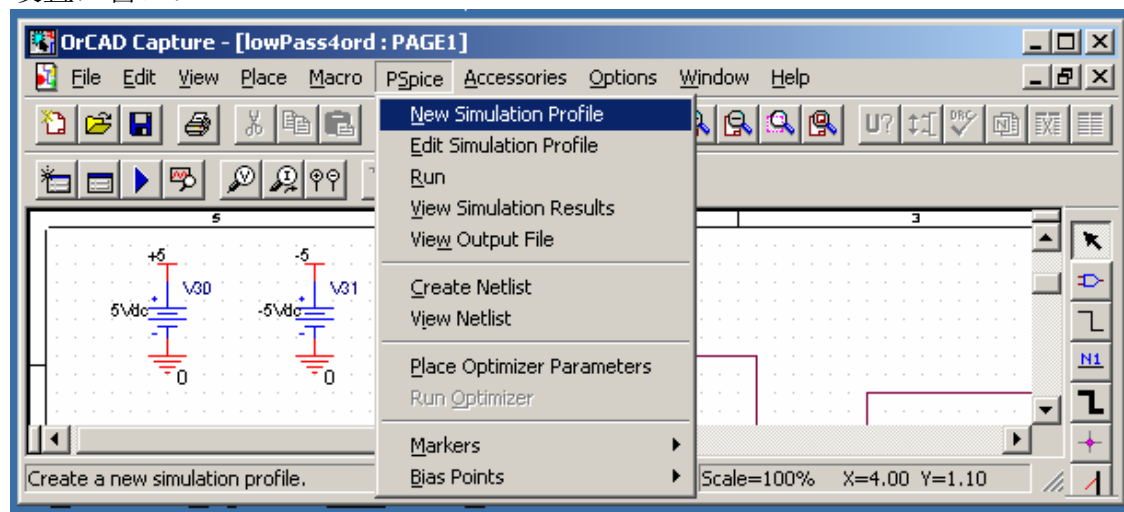 OrCAD Capture - [lowPass4ord : PAGE1]
File Edit View Place Macro PSpice Accessories Options Window Help
New Simulation Profile
Edit Simulation Profile
Run
View Simulation Results
View Output File
Create Netlist
View Netlist
Place Optimizer Parameters
Run Optimizer
Markers
Bias Points
U? DRC
V I
5 3
+5 -5
V30 V31
5Vdc -5Vdc
0 0
N1
Create a new simulation profile. Scale=100% X=4.00 Y=1.10